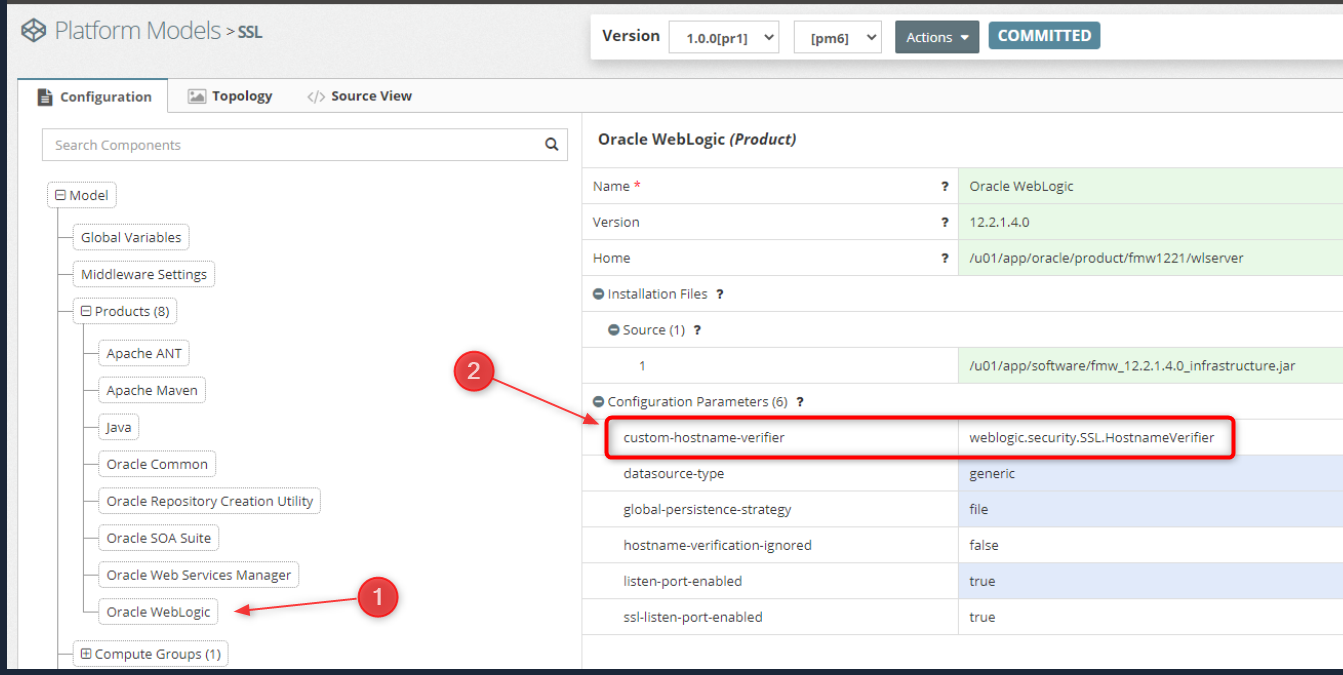 Platform Models > SSL
Version 1.0.0[pr1] [pm6] Actions COMMITTED
Configuration Topology </> Source View
Search Components
Model
Global Variables
Middleware Settings
Products (8)
Apache ANT
Apache Maven
Java
Oracle Common
Oracle Repository Creation Utility
Oracle SOA Suite
Oracle Web Services Manager
Oracle WebLogic
Compute Groups (1)
1
2
Oracle WebLogic (Product)
Name * ? Oracle WebLogic
Version ? 12.2.1.4.0
Home ? /u01/app/oracle/product/fmw1221/wlserver
Installation Files ?
Source (1) ?
1 /u01/app/software/fmw_12.2.1.4.0_infrastructure.jar
Configuration Parameters (6) ?
custom-hostname-verifier weblogic.security.SSL.HostnameVerifier
datasource-type generic
global-persistence-strategy file
hostname-verification-ignored false
listen-port-enabled true
ssl-listen-port-enabled true